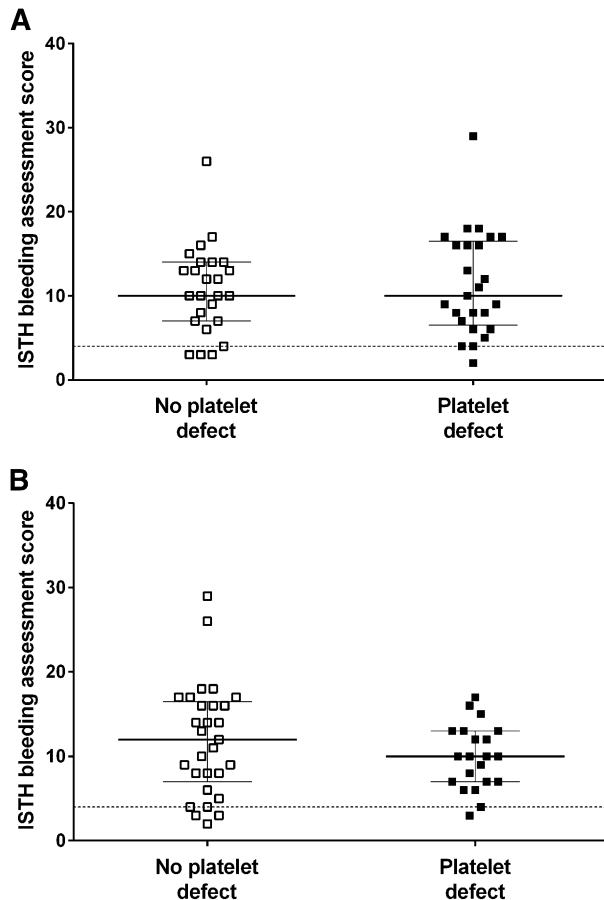 A
ISTH bleeding assessment score
40
30
20
10
0
No platelet
defect
Platelet
defect
B
ISTH bleeding assessment score
40
30
20
10
0
No platelet
defect
Platelet
defect